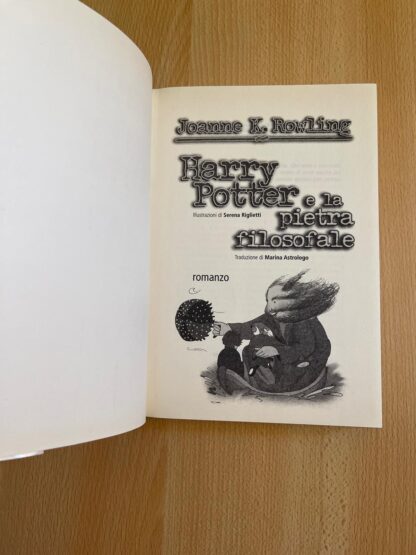 Joanne K. Rowling
Harry
Potter e la
Illustrazioni di Serena Riglietti
pietra
filosofale
Traduzione di Marina Astrologo
romanzo